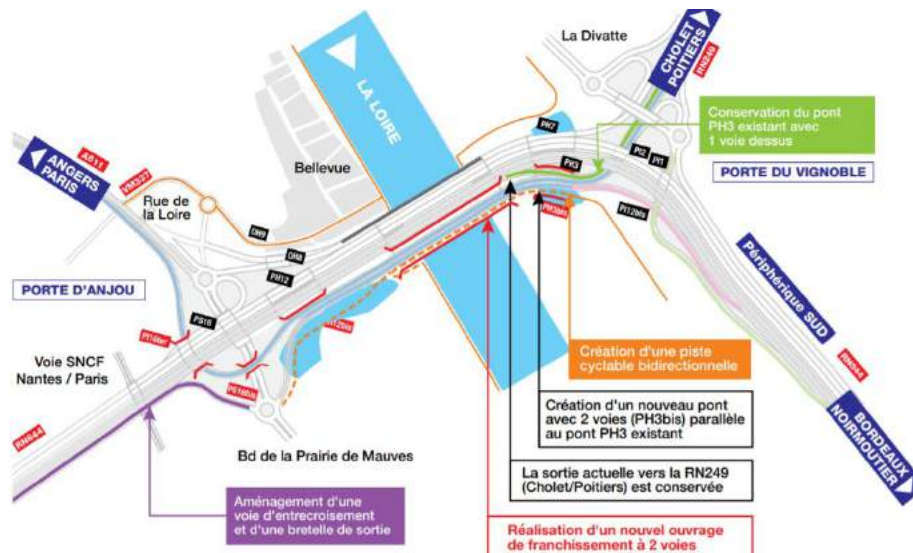 La Divatte
CHOLET
POITIERS
RN249
LA LOIRE
Conservation du pont
PH3 existant avec
1 voie dessus
PH7
PH3
PI2
PI1
Bellevue
ANGERS
PARIS
A811
VM337
Rue de
la Loire
PORTE DU VIGNOBLE
PH3bis
PI12bis
OH9
OH8
PH12
PORTE D'ANJOU
PS16
Périphérique SUD
RN844
Voie SNCF
Nantes / Paris
PS16bis
Création d'une piste
cyclable bidirectionnelle
BORDEAUX
NOIRMOUTIER
Création d'un nouveau pont
avec 2 voies (PH3bis) parallèle
au pont PH3 existant
RN844
Bd de la Prairie de Mauves
La sortie actuelle vers la RN249
(Cholet/Poitiers) est conservée
Aménagement d'une
voie d'entrecroisement
et d'une bretelle de sortie
Réalisation d'un nouvel ouvrage
de franchissement à 2 voies